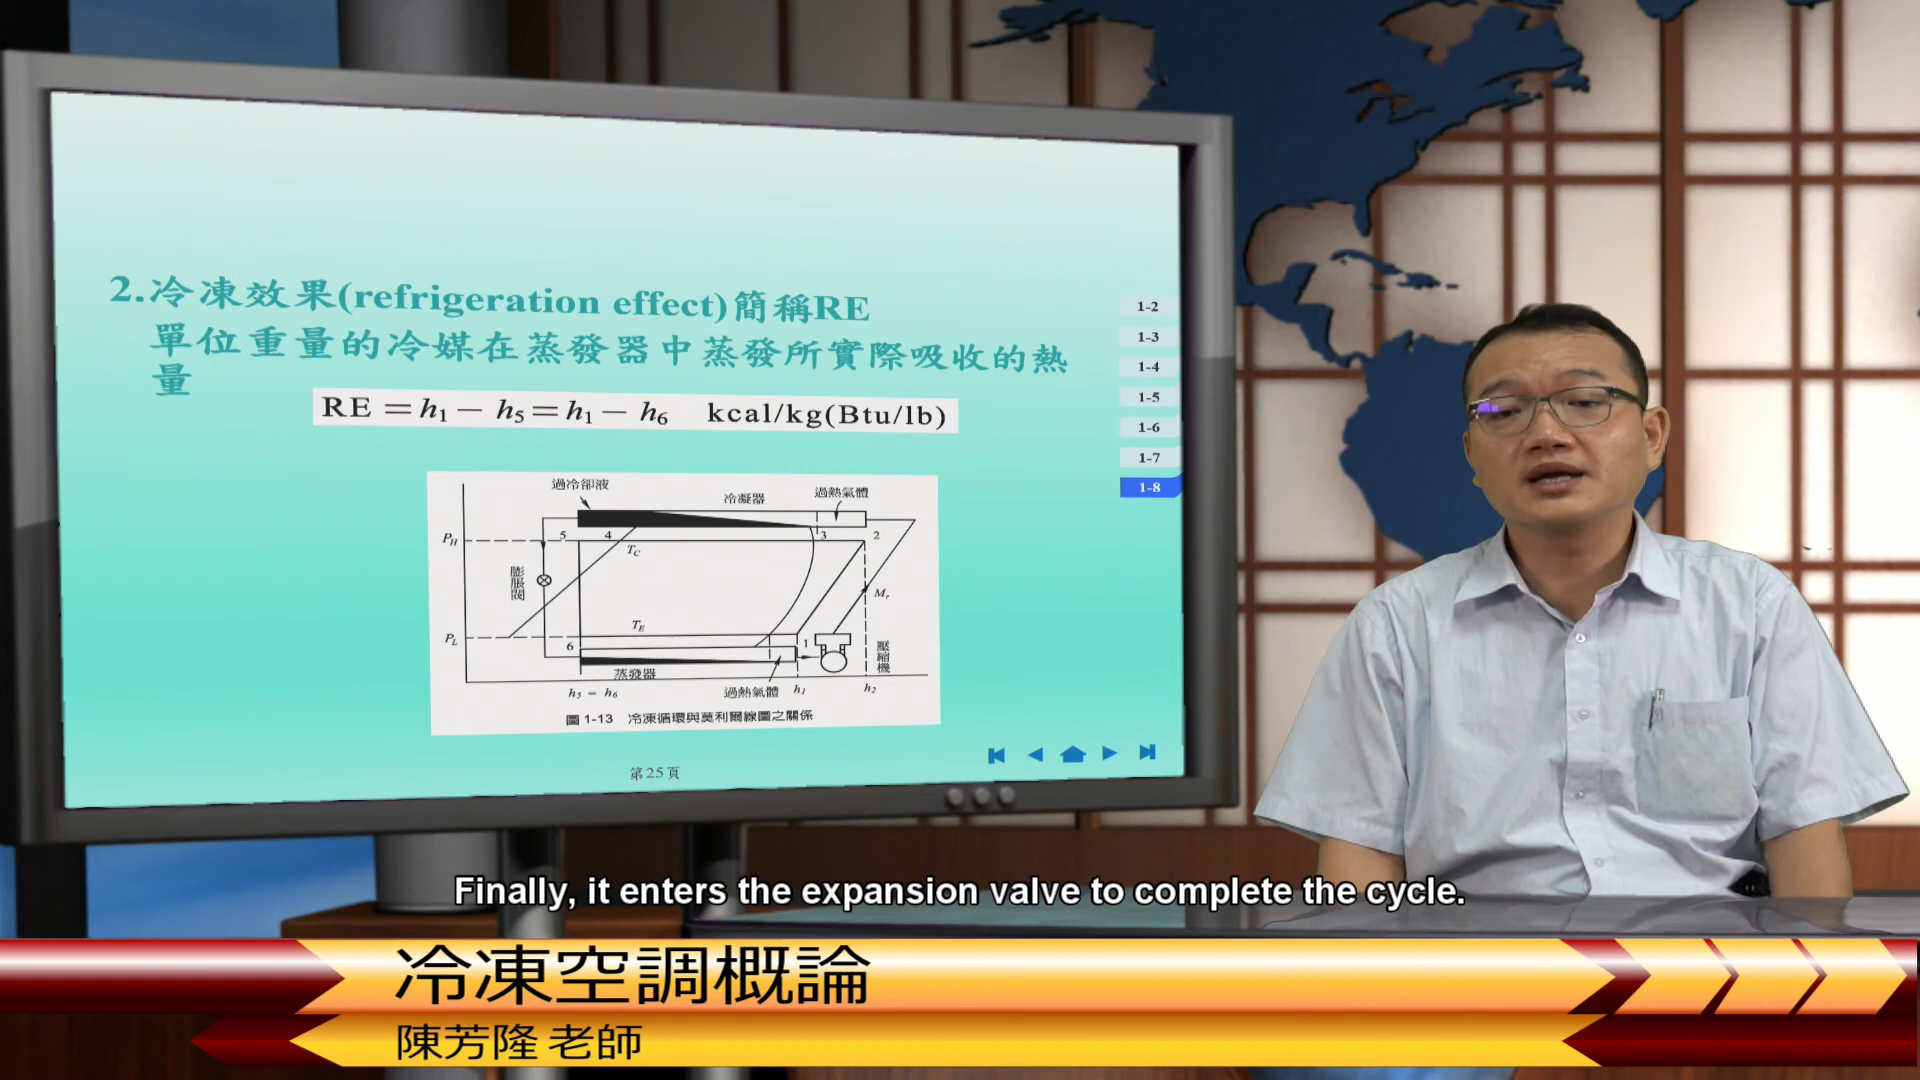 2.冷凍效果(refrigeration effect)簡稱RE
單位重量的冷媒在蒸發器中蒸發所實際吸收的熱
量
RE = h₁ − h₅ = h₁ − h₆ kcal/kg(Btu/lb)
1-2
1-3
1-4
1-5
1-6
1-7
1-8
過冷卻液
冷凝器
過熱氣體
P_H
5
4
3
2
T_C
膨脹閥
M_r
P_L
T_E
6
1
壓縮機
蒸發器
h₅ = h₆
過熱氣體
h₁
h₂
圖 1-13 冷凍循環與莫利爾線圖之關係
第25頁
Finally, it enters the expansion valve to complete the cycle.
冷凍空調概論
陳芳隆 老師